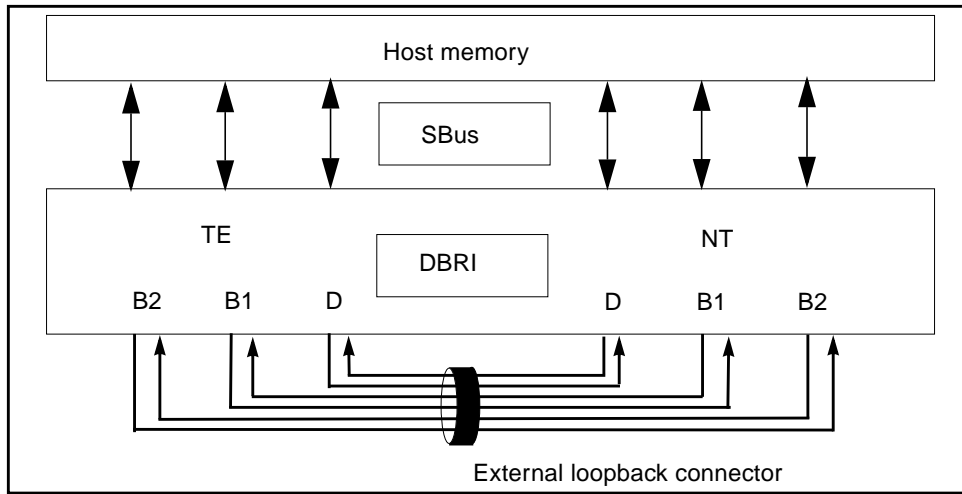 Host memory
SBus
TE
NT
DBRI
B2 B1 D D B1 B2
External loopback connector